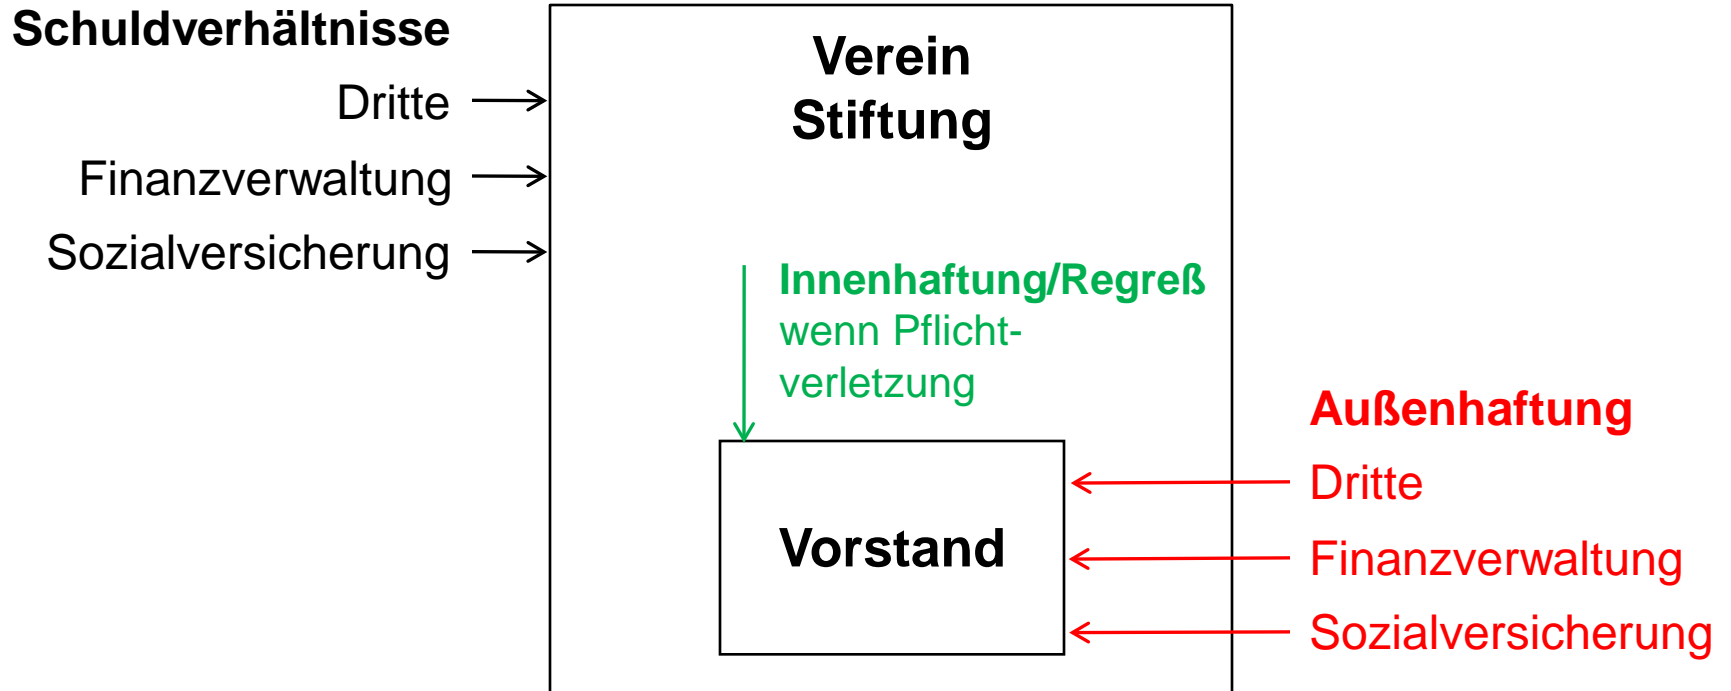 Schuldverhältnisse
Dritte
Finanzverwaltung
Sozialversicherung
Verein
Stiftung
Innenhaftung/Regreß
wenn Pflicht-
verletzung
Vorstand
Außenhaftung
Dritte
Finanzverwaltung
Sozialversicherung